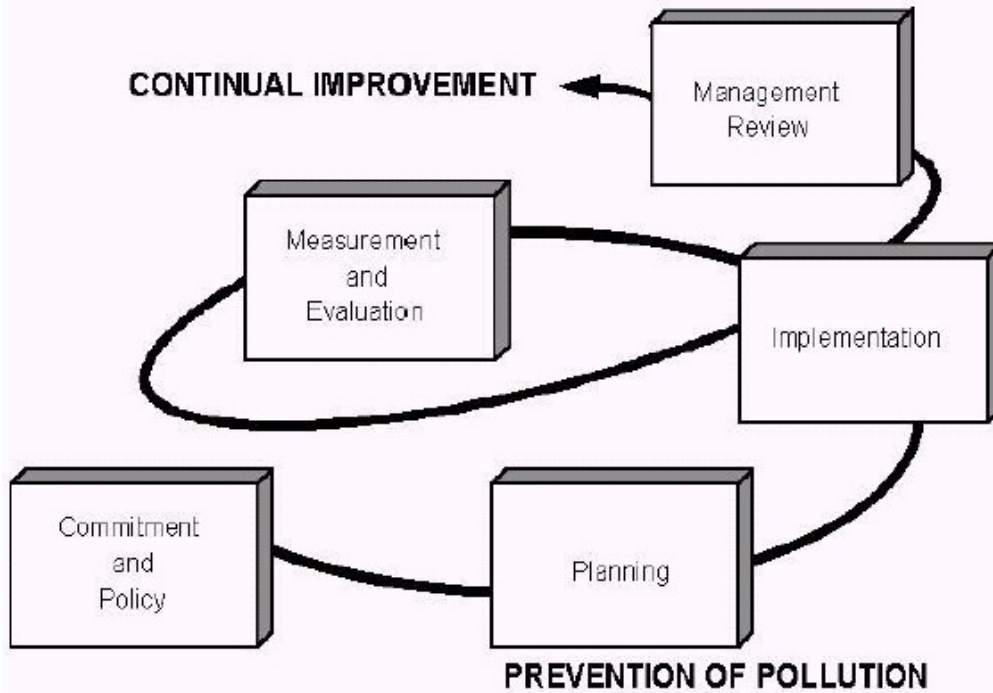 Management
Review
CONTINUAL IMPROVEMENT
Measurement
and
Evaluation
Implementation
Commitment
and
Policy
Planning
PREVENTION OF POLLUTION